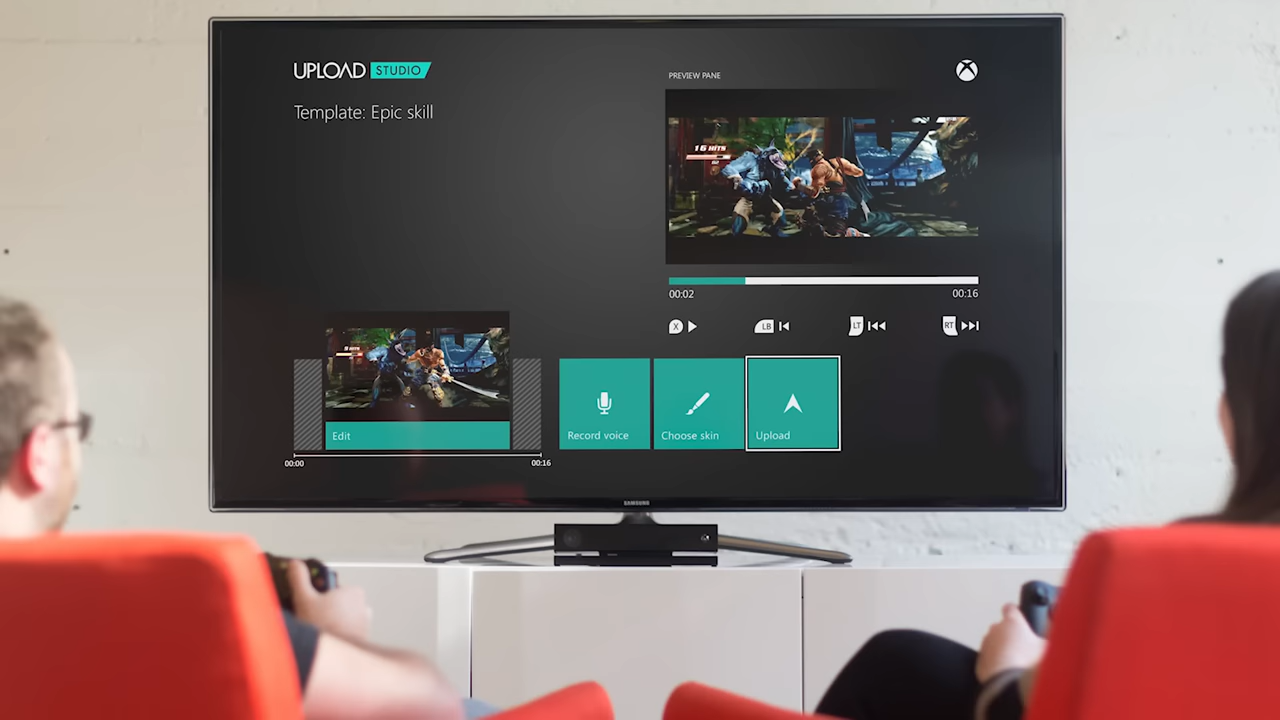 UPLOAD STUDIO
Template: Epic skill
PREVIEW PANE
16 HITS
00:02
00:16
X
LB
LT
RT
Edit
00:00
00:16
Record voice
Choose skin
Upload
SAMSUNG